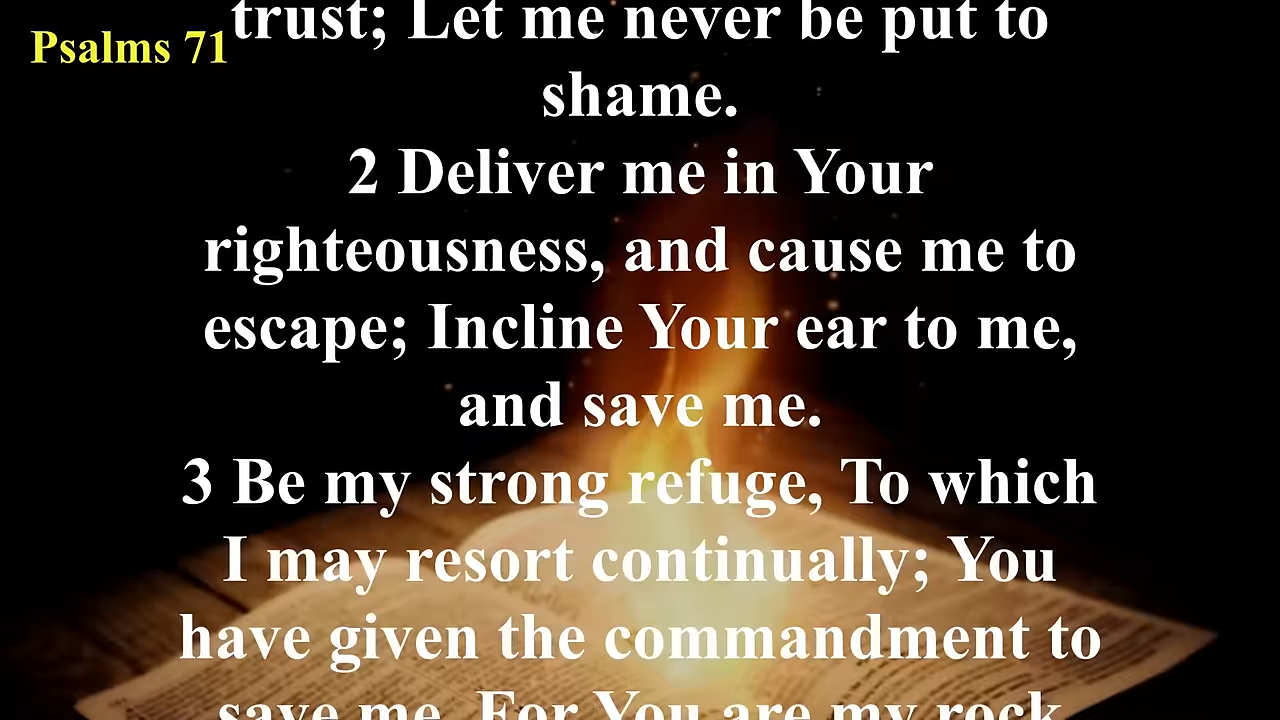 Psalms 71
trust; Let me never be put to
shame.
2 Deliver me in Your
righteousness, and cause me to
escape; Incline Your ear to me,
and save me.
3 Be my strong refuge, To which
I may resort continually; You
have given the commandment to
save me, For You are my rock